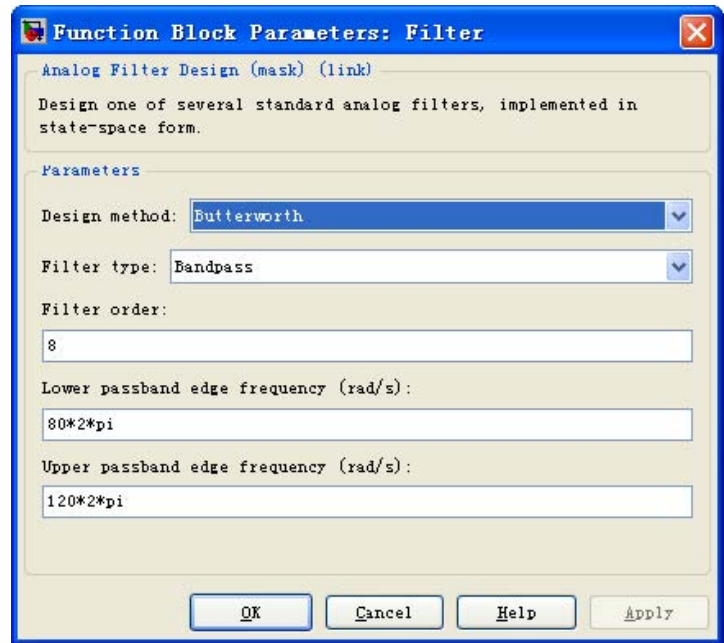 Function Block Parameters: Filter
Analog Filter Design (mask) (link)
Design one of several standard analog filters, implemented in
state-space form.
Parameters
Design method: Butterworth
Filter type: Bandpass
Filter order:
8
Lower passband edge frequency (rad/s):
80*2*pi
Upper passband edge frequency (rad/s):
120*2*pi
OK Cancel Help Apply